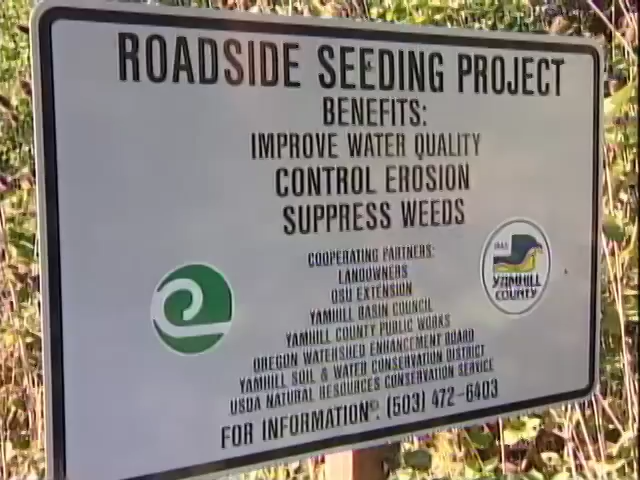 ROADSIDE SEEDING PROJECT
BENEFITS:
IMPROVE WATER QUALITY
CONTROL EROSION
SUPPRESS WEEDS
COOPERATING PARTNERS:
LANDOWNERS
OSU EXTENSION
YAMHILL BASIN COUNCIL
YAMHILL COUNTY PUBLIC WORKS
OREGON WATERSHED ENHANCEMENT BOARD
YAMHILL SOIL & WATER CONSERVATION DISTRICT
USDA NATURAL RESOURCES CONSERVATION SERVICE
FOR INFORMATION: (503) 472-6403
YAMHILL
COUNTY